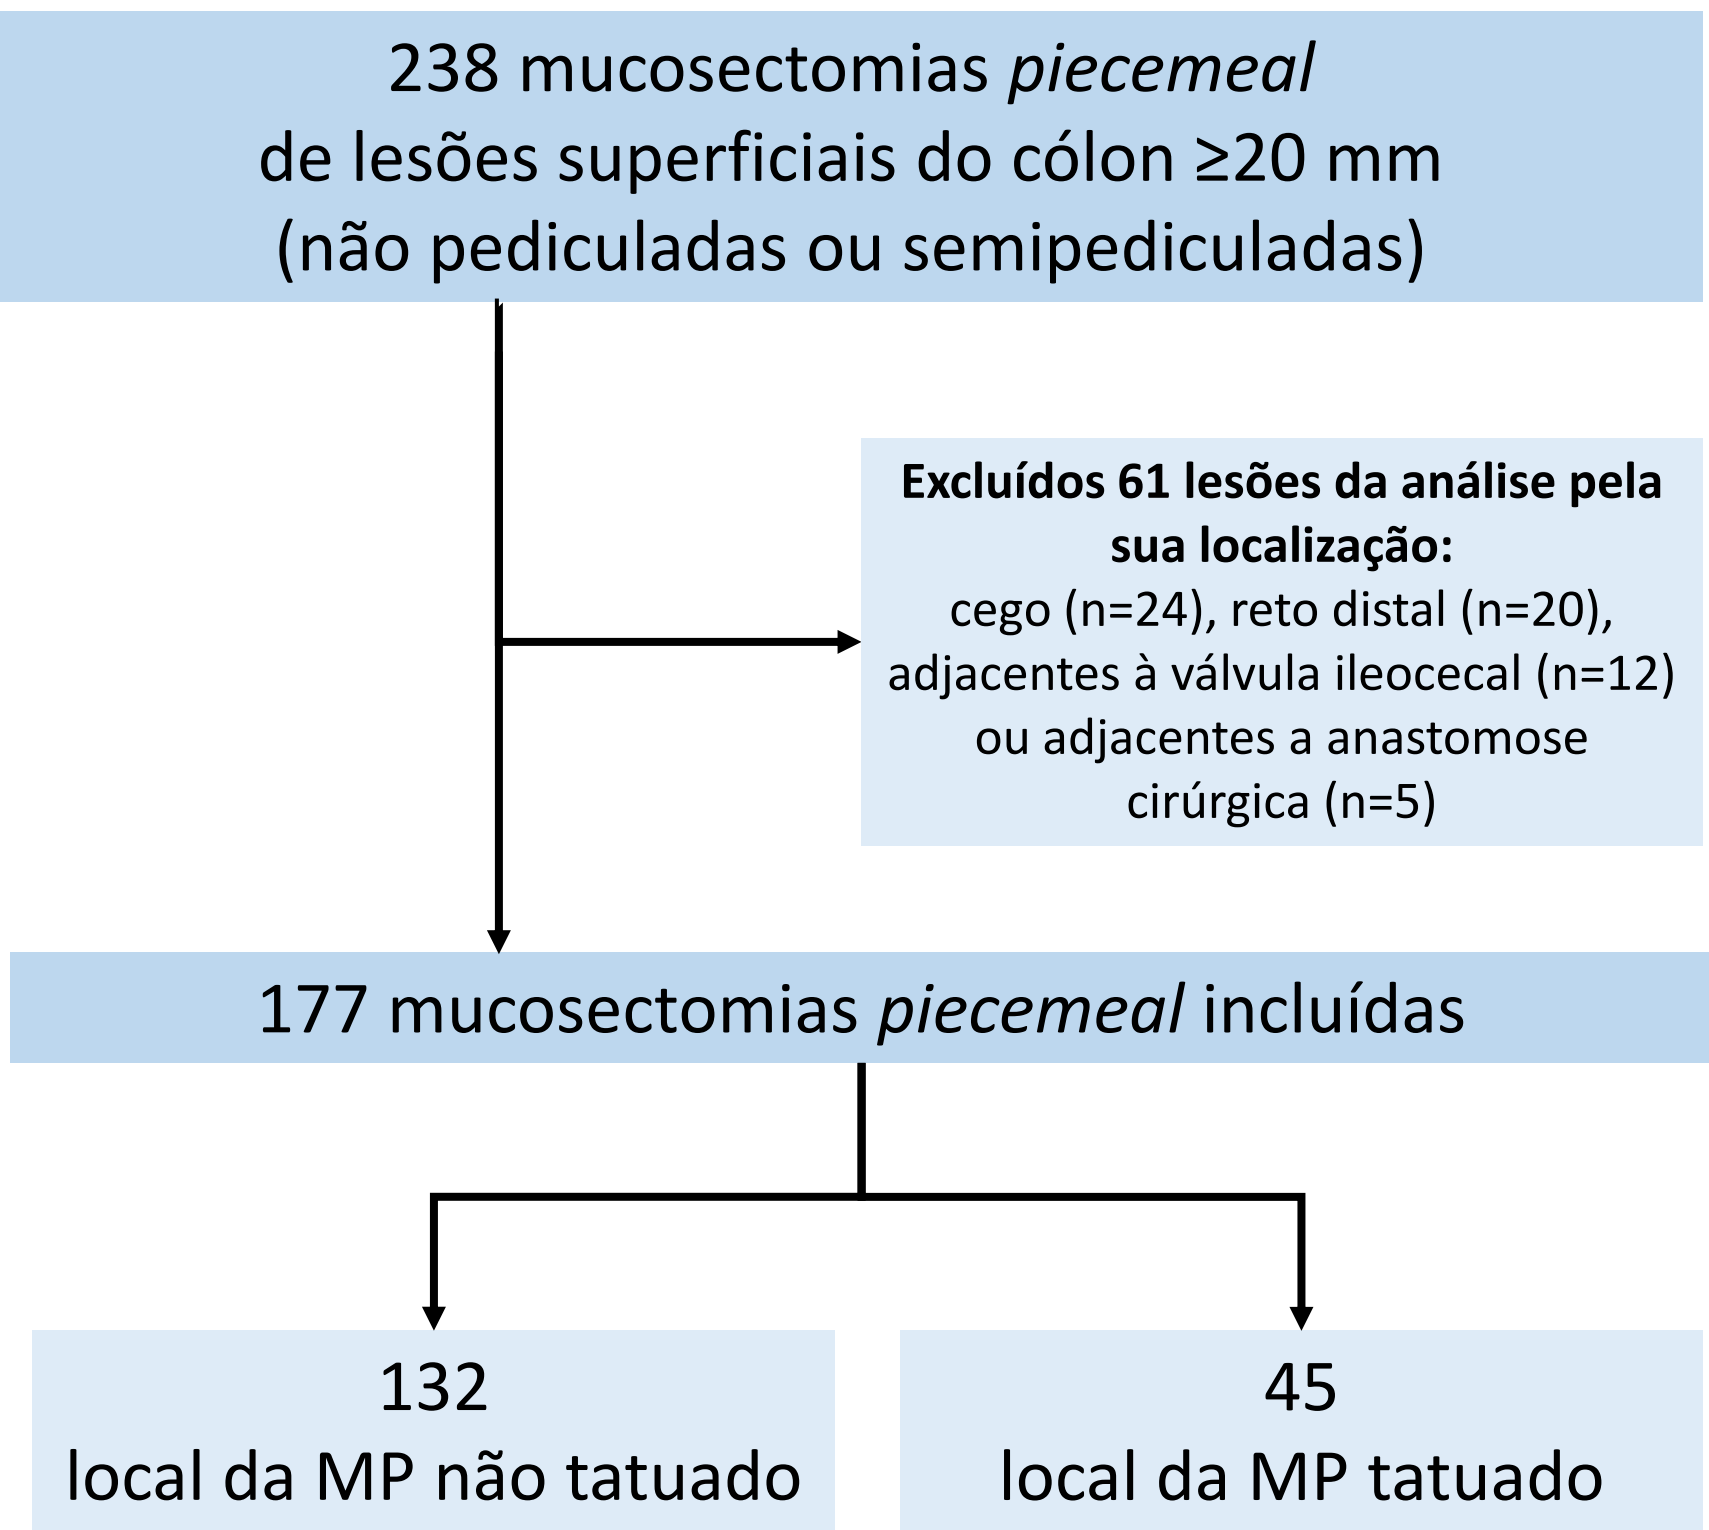 238 mucosectomias piecemeal
de lesões superficiais do cólon ≥20 mm
(não pediculadas ou semipediculadas)
Excluídos 61 lesões da análise pela
sua localização:
cego (n=24), reto distal (n=20),
adjacentes à válvula ileocecal (n=12)
ou adjacentes a anastomose
cirúrgica (n=5)
177 mucosectomias piecemeal incluídas
132
local da MP não tatuado
45
local da MP tatuado